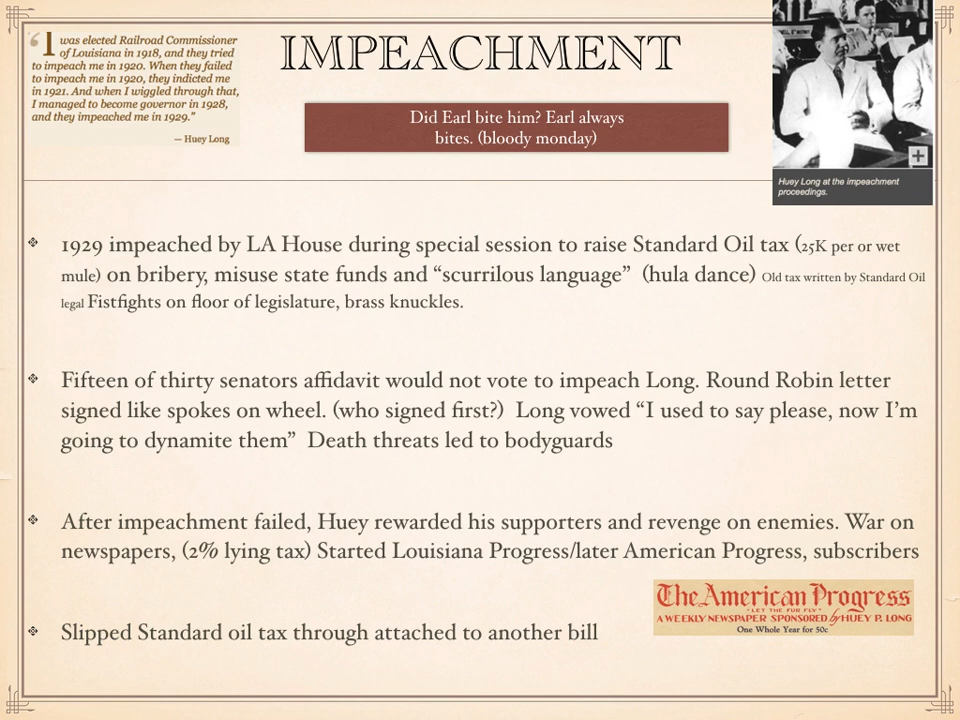 “I was elected Railroad Commissioner
of Louisiana in 1918, and they tried
to impeach me in 1920. When they failed
to impeach me in 1920, they indicted me
in 1921. And when I wiggled through that,
I managed to become governor in 1928,
and they impeached me in 1929.”
— Huey Long
IMPEACHMENT
Did Earl bite him? Earl always
bites. (bloody monday)
Huey Long at the impeachment
proceedings.
1929 impeached by LA House during special session to raise Standard Oil tax (25K per or wet
mule) on bribery, misuse state funds and “scurrilous language” (hula dance) Old tax written by Standard Oil
legal Fistfights on floor of legislature, brass knuckles.
Fifteen of thirty senators affidavit would not vote to impeach Long. Round Robin letter
signed like spokes on wheel. (who signed first?) Long vowed “I used to say please, now I’m
going to dynamite them” Death threats led to bodyguards
After impeachment failed, Huey rewarded his supporters and revenge on enemies. War on
newspapers, (2% lying tax) Started Louisiana Progress/later American Progress, subscribers
The American Progress
“LET THE FUR FLY”
A WEEKLY NEWSPAPER SPONSORED by HUEY P. LONG
One Whole Year for 50c
Slipped Standard oil tax through attached to another bill